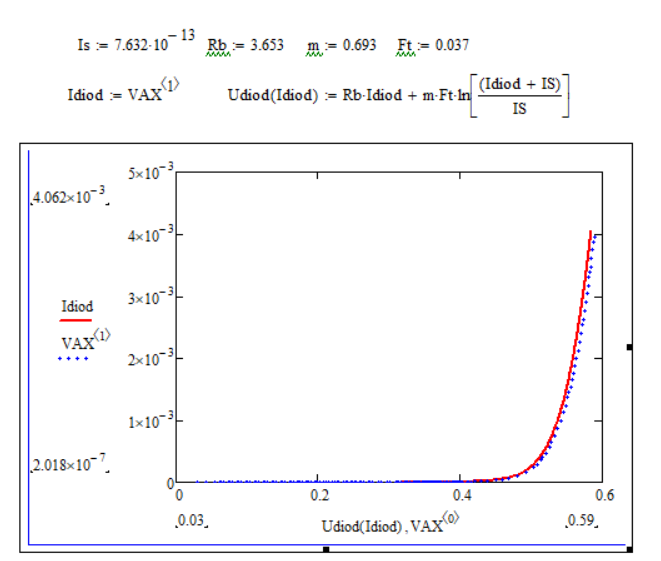 Is := 7.632·10⁻¹³ Rb := 3.653 m := 0.693 Ft := 0.037
Idiod := VAX⟨1⟩ Udiod(Idiod) := Rb·Idiod + m·Ft·ln[(Idiod + IS)/IS]
5×10⁻³
4.062×10⁻³
4×10⁻³
Idiod
3×10⁻³
VAX⟨1⟩
2×10⁻³
1×10⁻³
2.018×10⁻⁷
0
0 0.2 0.4 0.6
0.03 Udiod(Idiod), VAX⟨0⟩ 0.59